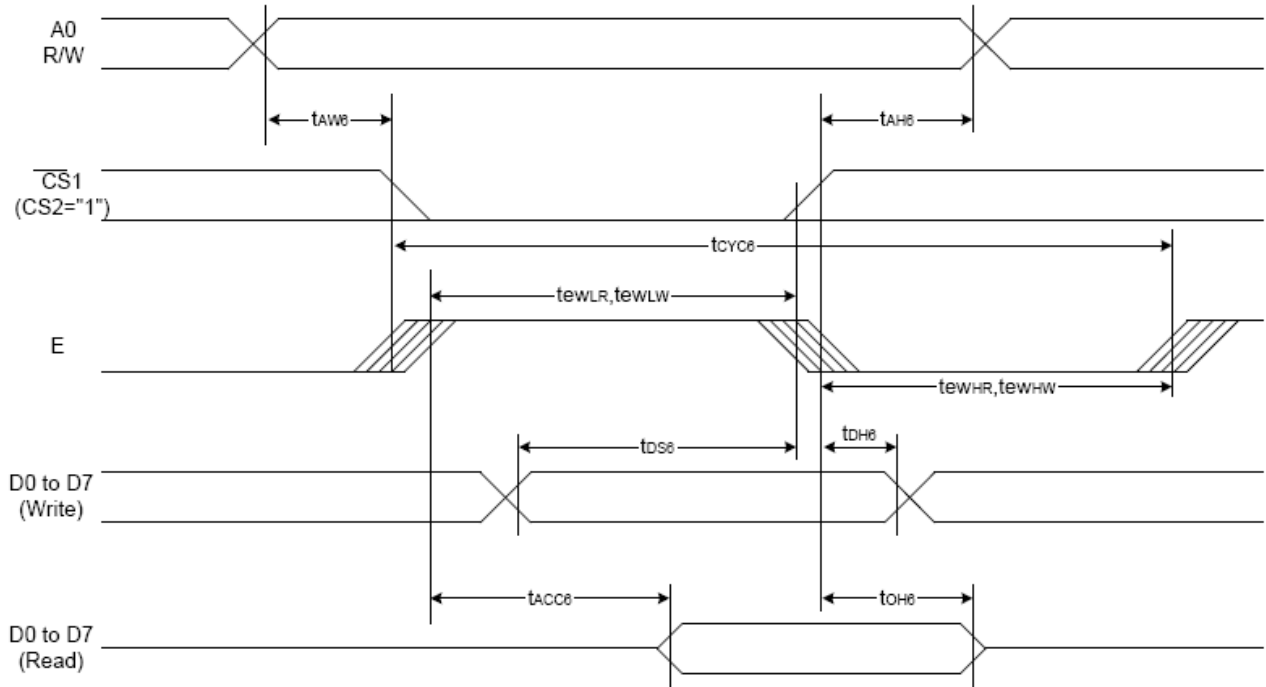 A0
R/W
tAW6
tAH6
CS1
(CS2="1")
tCYC6
tewLR,tewLW
E
tewHR,tewHW
tDS6
tDH6
D0 to D7
(Write)
tACC6
tOH6
D0 to D7
(Read)